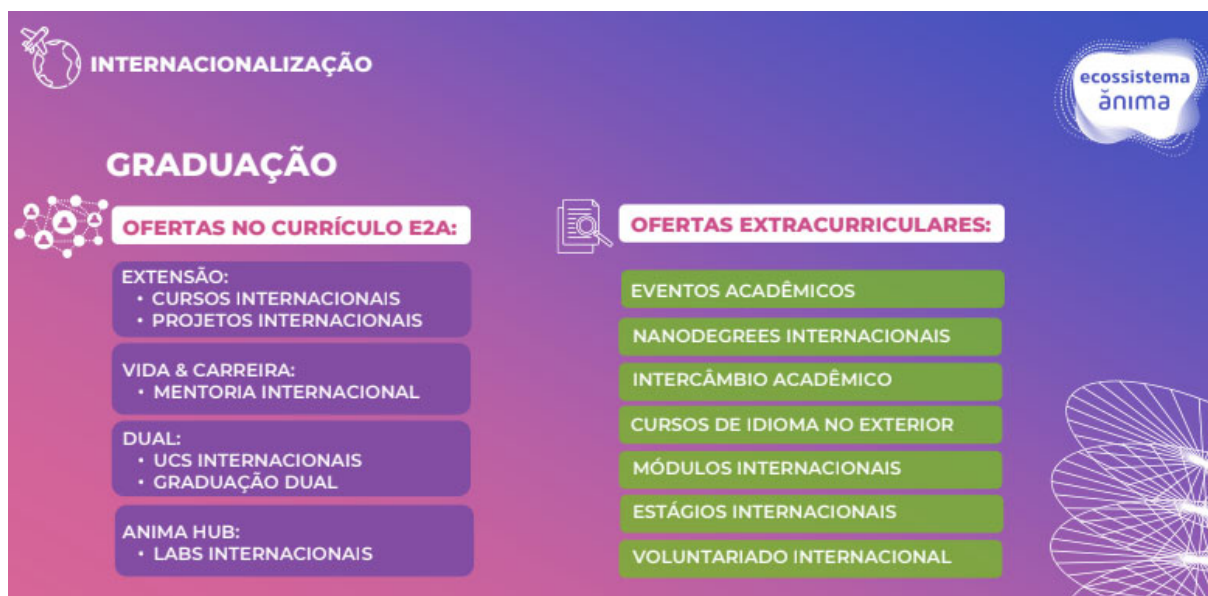 INTERNACIONALIZAÇÃO
ecossistema
ănıma
GRADUAÇÃO
OFERTAS NO CURRÍCULO E2A:
EXTENSÃO:
• CURSOS INTERNACIONAIS
• PROJETOS INTERNACIONAIS
VIDA & CARREIRA:
• MENTORIA INTERNACIONAL
DUAL:
• UCS INTERNACIONAIS
• GRADUAÇÃO DUAL
ANIMA HUB:
• LABS INTERNACIONAIS
OFERTAS EXTRACURRICULARES:
EVENTOS ACADÊMICOS
NANODEGREES INTERNACIONAIS
INTERCÂMBIO ACADÊMICO
CURSOS DE IDIOMA NO EXTERIOR
MÓDULOS INTERNACIONAIS
ESTÁGIOS INTERNACIONAIS
VOLUNTARIADO INTERNACIONAL